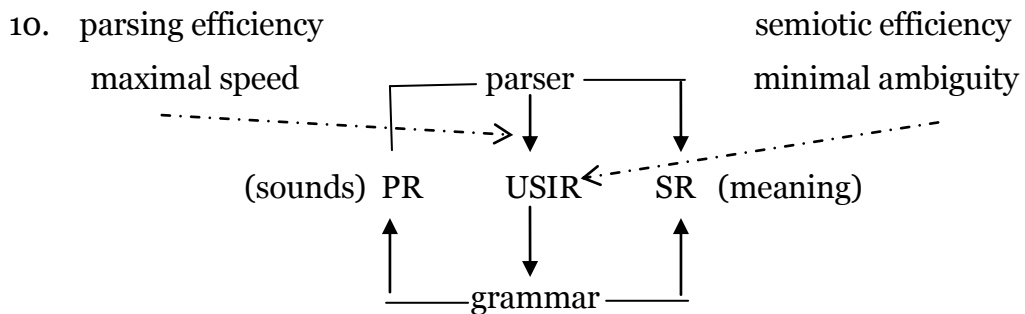 10. parsing efficiency semiotic efficiency
maximal speed parser minimal ambiguity
(sounds) PR USIR SR (meaning)
grammar